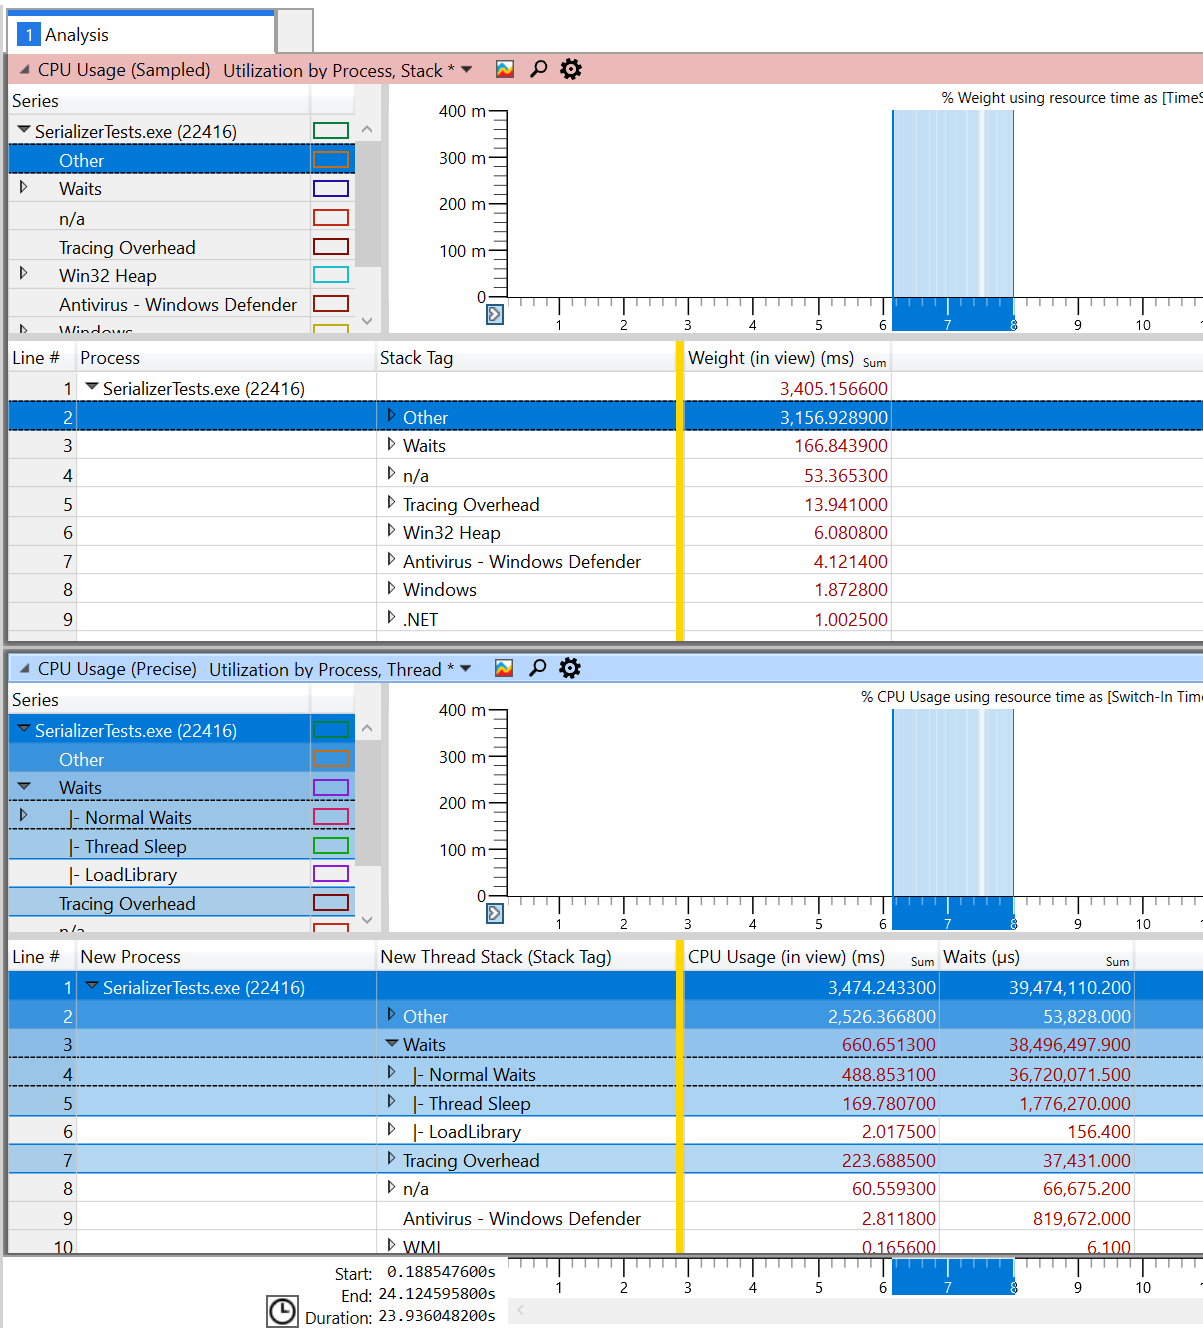 1 Analysis
CPU Usage (Sampled) Utilization by Process, Stack *
Series
SerializerTests.exe (22416)
Other
Waits
n/a
Tracing Overhead
Win32 Heap
Antivirus - Windows Defender
Windows
% Weight using resource time as [TimeS
400 m
300 m
200 m
100 m
0
1 2 3 4 5 6 7 8 9 10
Line # Process Stack Tag Weight (in view) (ms) Sum
1 SerializerTests.exe (22416) 3,405.156600
2 Other 3,156.928900
3 Waits 166.843900
4 n/a 53.365300
5 Tracing Overhead 13.941000
6 Win32 Heap 6.080800
7 Antivirus - Windows Defender 4.121400
8 Windows 1.872800
9 .NET 1.002500
CPU Usage (Precise) Utilization by Process, Thread *
Series
SerializerTests.exe (22416)
Other
Waits
|- Normal Waits
|- Thread Sleep
|- LoadLibrary
Tracing Overhead
n/a
% CPU Usage using resource time as [Switch-In Time
400 m
300 m
200 m
100 m
0
1 2 3 4 5 6 7 8 9 10
Line # New Process New Thread Stack (Stack Tag) CPU Usage (in view) (ms) Sum Waits (µs) Sum
1 SerializerTests.exe (22416) 3,474.243300 39,474,110.200
2 Other 2,526.366800 53,828.000
3 Waits 660.651300 38,496,497.900
4 |- Normal Waits 488.853100 36,720,071.500
5 |- Thread Sleep 169.780700 1,776,270.000
6 |- LoadLibrary 2.017500 156.400
7 Tracing Overhead 223.688500 37,431.000
8 n/a 60.559300 66,675.200
9 Antivirus - Windows Defender 2.811800 819,672.000
10 WMI 0.165600 6.100
Start: 0.188547600s
End: 24.124595800s
Duration: 23.936048200s
1 2 3 4 5 6 7 8 9 10